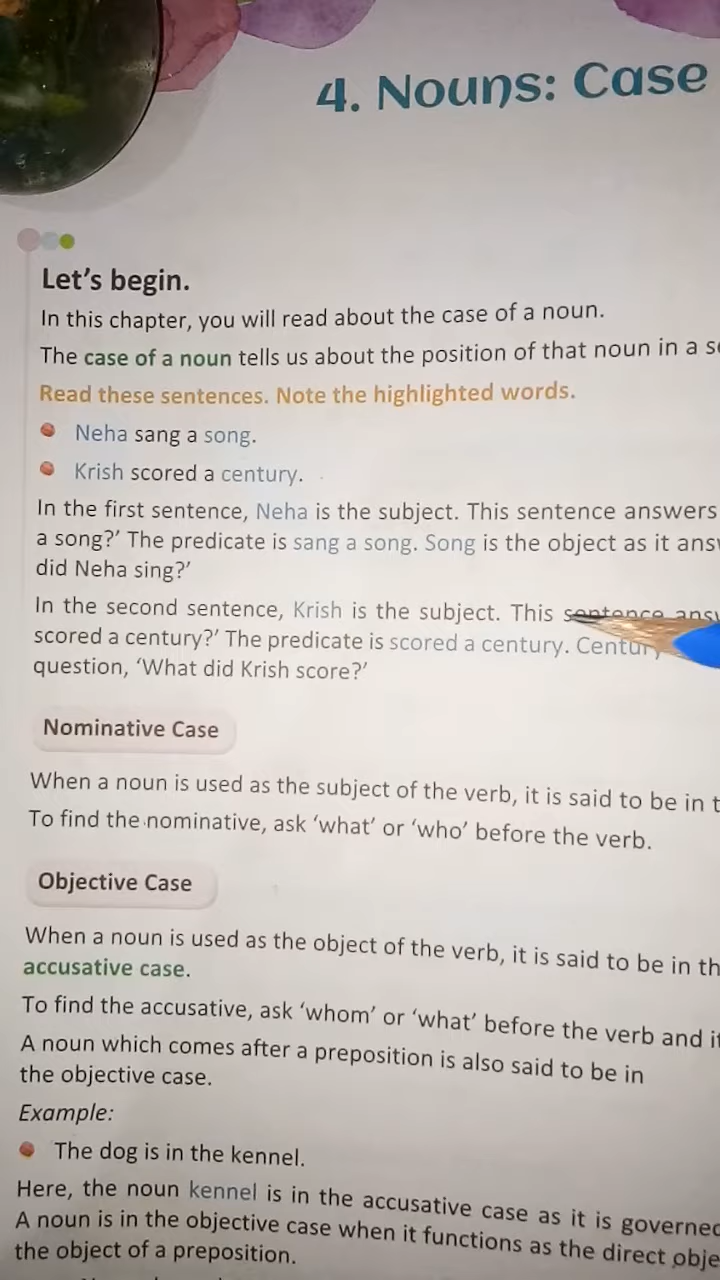 4. Nouns: Case
Let's begin.
In this chapter, you will read about the case of a noun.
The case of a noun tells us about the position of that noun in a
Read these sentences. Note the highlighted words.
Neha sang a song.
Krish scored a century.
In the first sentence, Neha is the subject. This sentence answers
a song?' The predicate is sang a song. Song is the object as it
did Neha sing?'
In the second sentence, Krish is the subject. This sentence
scored a century?' The predicate is scored a century. Century
question, 'What did Krish score?'
Nominative Case
When a noun is used as the subject of the verb, it is said to be in
To find the nominative, ask 'what' or 'who' before the verb.
Objective Case
When a noun is used as the object of the verb, it is said to be in
accusative case.
To find the accusative, ask 'whom' or 'what' before the verb and
A noun which comes after a preposition is also said to be in
the objective case.
Example:
The dog is in the kennel.
Here, the noun kennel is in the accusative case as it is governed
A noun is in the objective case when it functions as the direct
the object of a preposition.